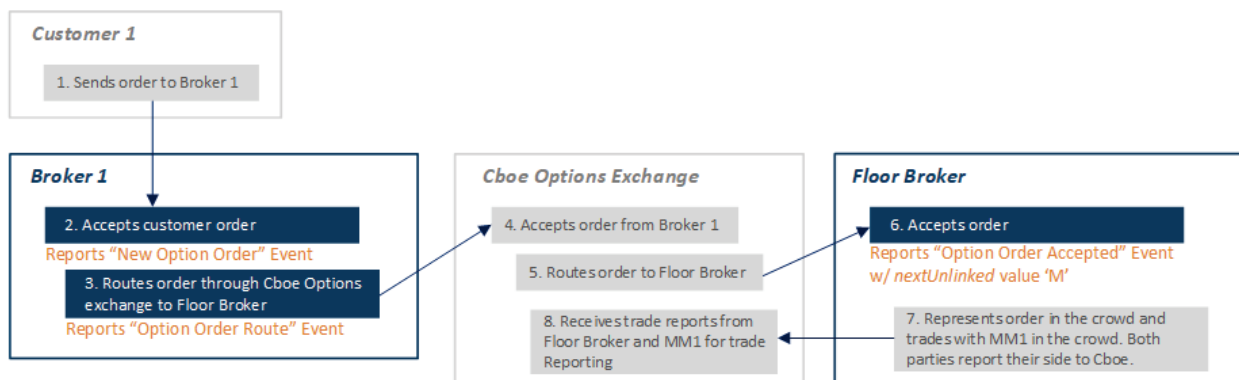 Customer 1
1. Sends order to Broker 1
Broker 1
2. Accepts customer order
Reports "New Option Order" Event
3. Routes order through Cboe Options
exchange to Floor Broker
Reports "Option Order Route" Event
Cboe Options Exchange
4. Accepts order from Broker 1
5. Routes order to Floor Broker
8. Receives trade reports from
Floor Broker and MM1 for trade
Reporting
Floor Broker
6. Accepts order
Reports "Option Order Accepted" Event
w/ nextUnlinked value 'M'
7. Represents order in the crowd and
trades with MM1 in the crowd. Both
parties report their side to Cboe.